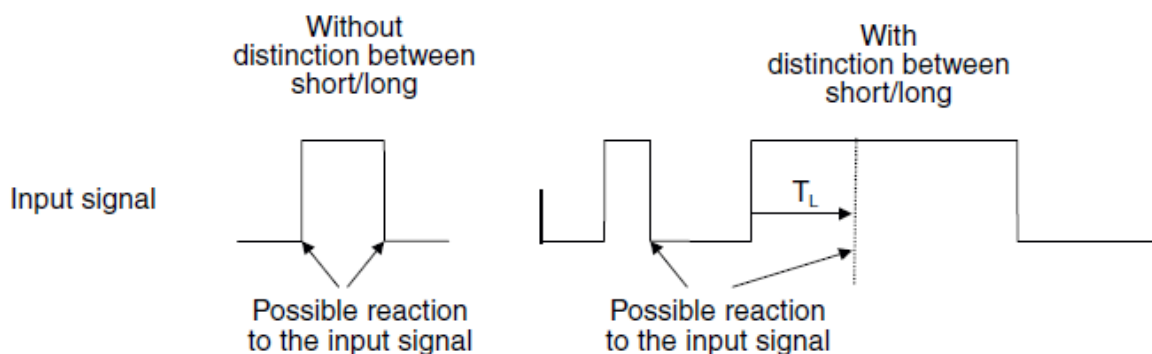 Without
distinction between
short/long
With
distinction between
short/long
Input signal
T_L
Possible reaction
to the input signal
Possible reaction
to the input signal